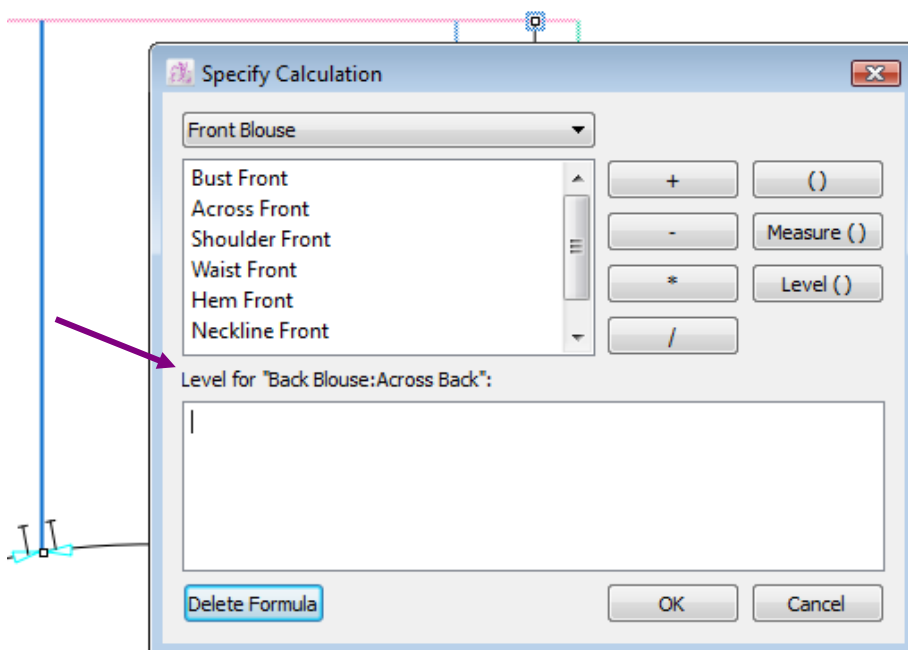 Specify Calculation
Front Blouse
Bust Front
Across Front
Shoulder Front
Waist Front
Hem Front
Neckline Front
+
( )
-
Measure ( )
*
Level ( )
/
Level for "Back Blouse:Across Back":
Delete Formula
OK
Cancel